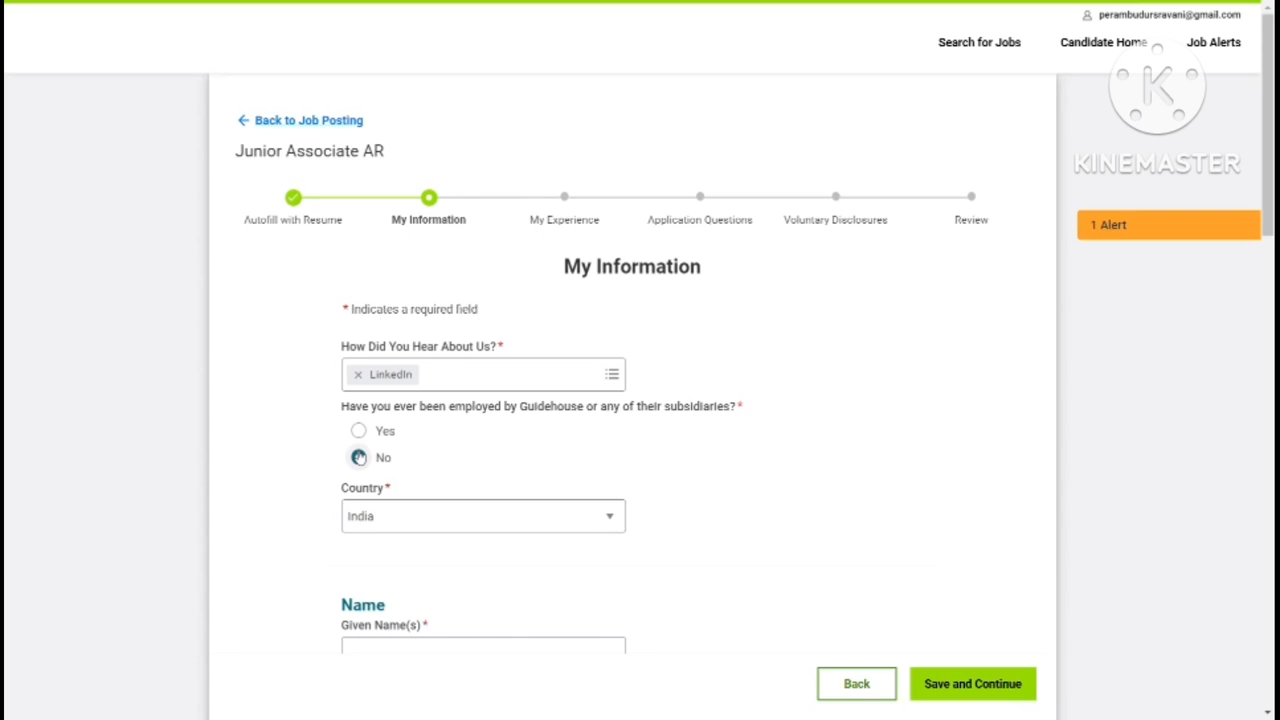 perambudursravani@gmail.com
Search for Jobs
Candidate Home
Job Alerts
K
KINEMASTER
Back to Job Posting
Junior Associate AR
Autofill with Resume
My Information
My Experience
Application Questions
Voluntary Disclosures
Review
1 Alert
My Information
* Indicates a required field
How Did You Hear About Us?*
× LinkedIn
Have you ever been employed by Guidehouse or any of their subsidiaries?*
Yes
No
Country*
India
Name
Given Name(s)*
Back
Save and Continue